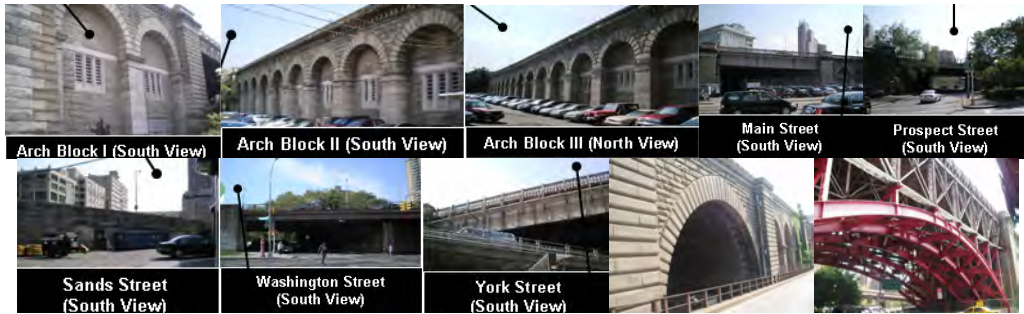 Arch Block I (South View)
Arch Block II (South View)
Arch Block III (North View)
Main Street
(South View)
Prospect Street
(South View)
Sands Street
(South View)
Washington Street
(South View)
York Street
(South View)